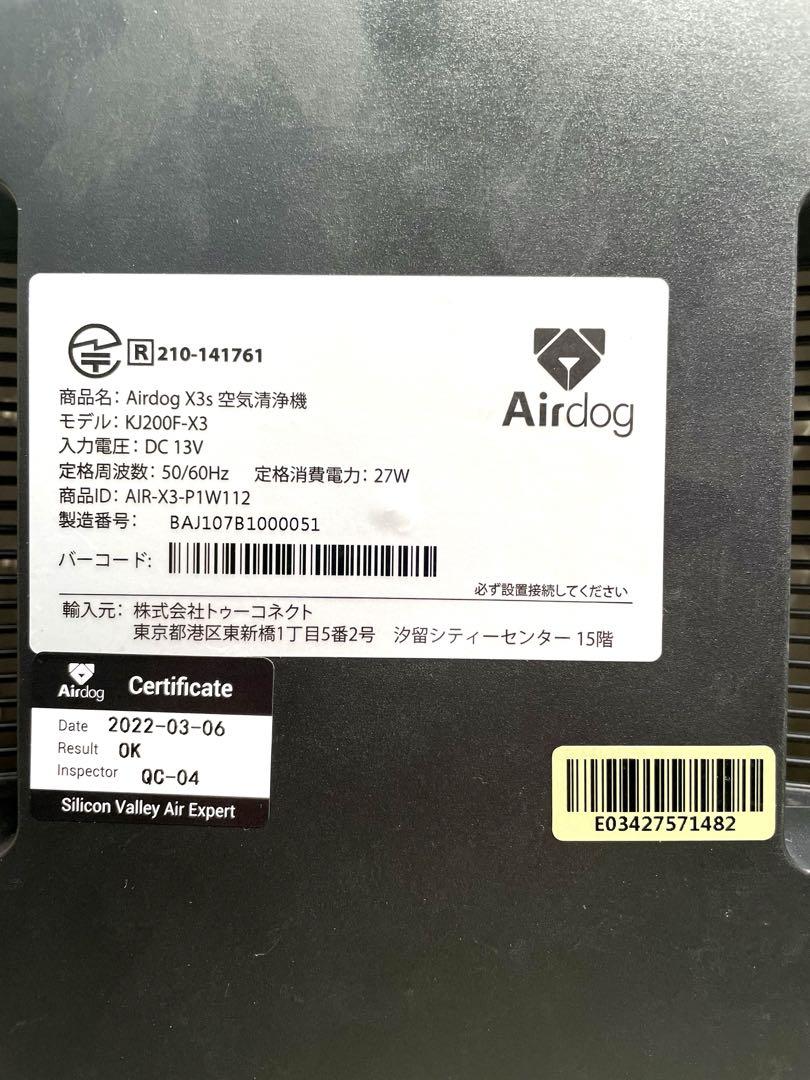 R 210-141761
Airdog
商品名: Airdog X3s 空気清浄機
モデル: KJ200F-X3
入力電圧: DC 13V
定格周波数: 50/60Hz 定格消費電力: 27W
商品ID: AIR-X3-P1W112
製造番号: BAJ107B1000051
バーコード:
必ず設置接続してください
輸入元: 株式会社トゥーコネクト
東京都港区東新橋1丁目5番2号 汐留シティーセンター 15階
Airdog Certificate
Date 2022-03-06
Result OK
Inspector QC-04
Silicon Valley Air Expert
E03427571482